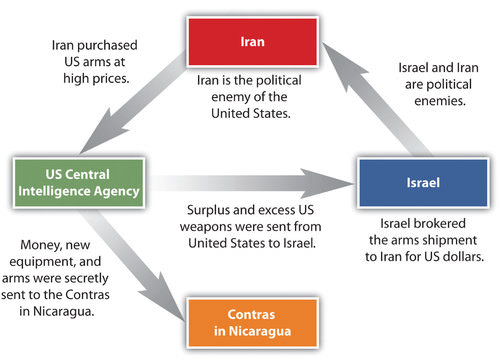 Iran purchased
US arms at
high prices.
Iran
Iran is the political
enemy of the
United States.
Israel and Iran
are political
enemies.
US Central
Intelligence Agency
Surplus and excess US
weapons were sent from
United States to Israel.
Israel
Israel brokered
the arms shipment
to Iran for US dollars.
Money, new
equipment, and
arms were secretly
sent to the Contras
in Nicaragua.
Contras
in Nicaragua